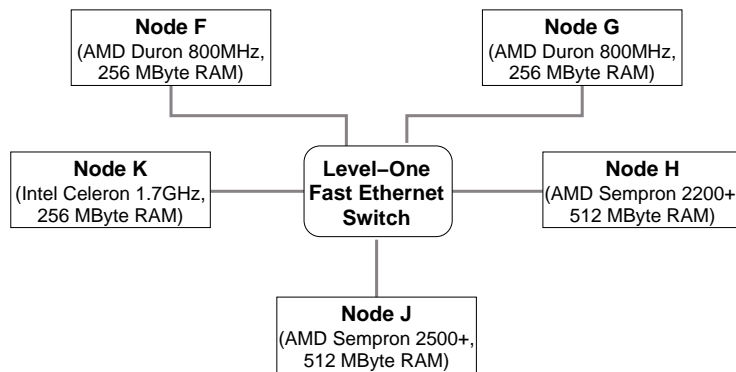 Node F
(AMD Duron 800MHz,
256 MByte RAM)
Node G
(AMD Duron 800MHz,
256 MByte RAM)
Node K
(Intel Celeron 1.7GHz,
256 MByte RAM)
Level−One
Fast Ethernet
Switch
Node H
(AMD Sempron 2200+,
512 MByte RAM)
Node J
(AMD Sempron 2500+,
512 MByte RAM)